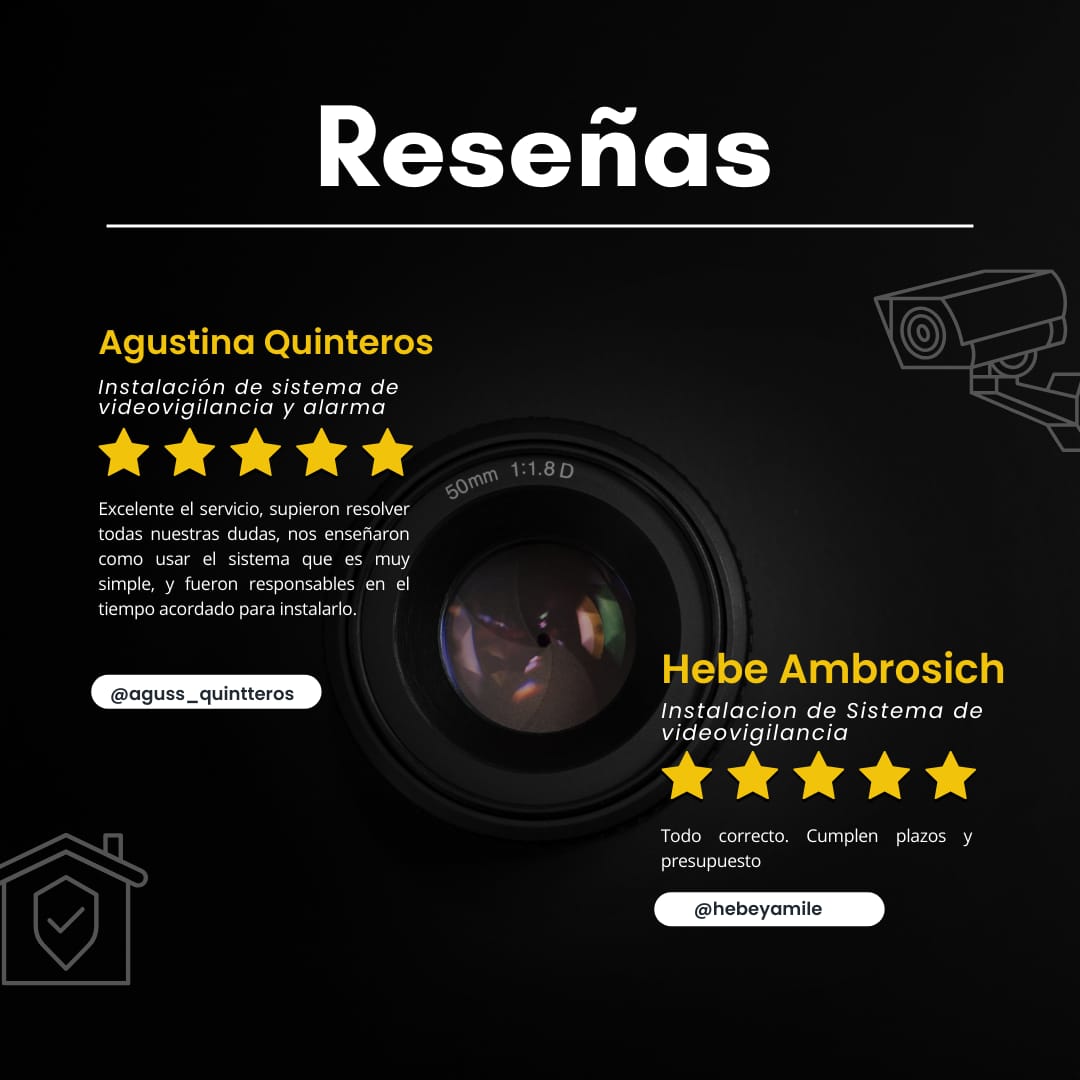 Reseñas
Agustina Quinteros
Instalación de sistema de
videovigilancia y alarma
50mm 1:1.8 D
Excelente el servicio, supieron resolver
todas nuestras dudas, nos enseñaron
como usar el sistema que es muy
simple, y fueron responsables en el
tiempo acordado para instalarlo.
@aguss_quintteros
Hebe Ambrosich
Instalacion de Sistema de
videovigilancia
Todo correcto. Cumplen plazos y
presupuesto
@hebeyamile